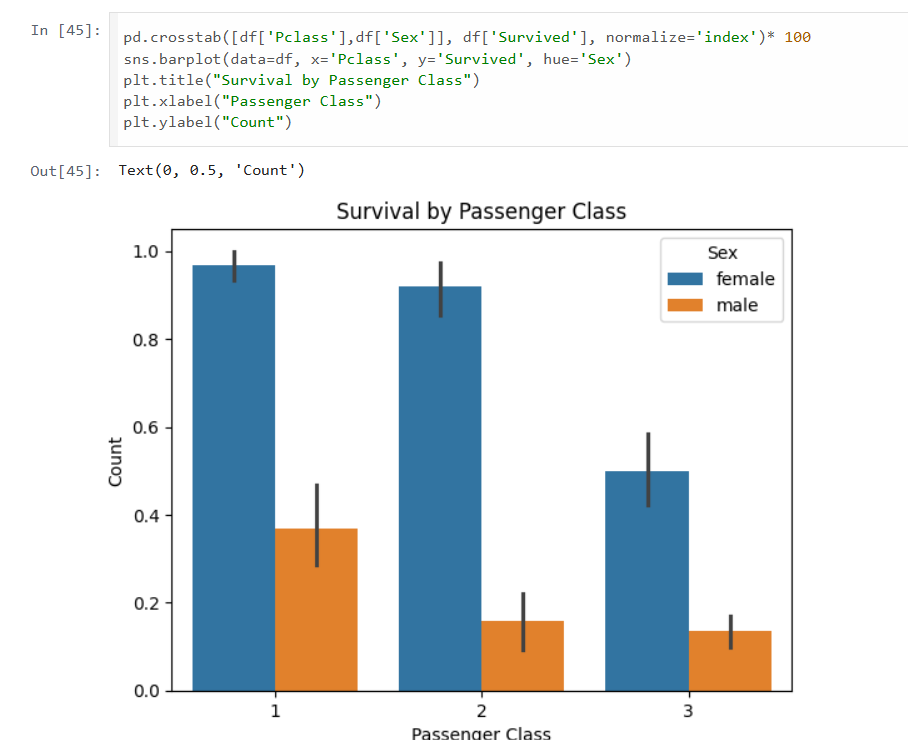 In [45]:
pd.crosstab([df['Pclass'],df['Sex']], df['Survived'], normalize='index')* 100
sns.barplot(data=df, x='Pclass', y='Survived', hue='Sex')
plt.title("Survival by Passenger Class")
plt.xlabel("Passenger Class")
plt.ylabel("Count")
Out[45]: Text(0, 0.5, 'Count')
Survival by Passenger Class
Sex
female
male
1.0
0.8
0.6
0.4
0.2
0.0
Count
1 2 3
Passenger Class